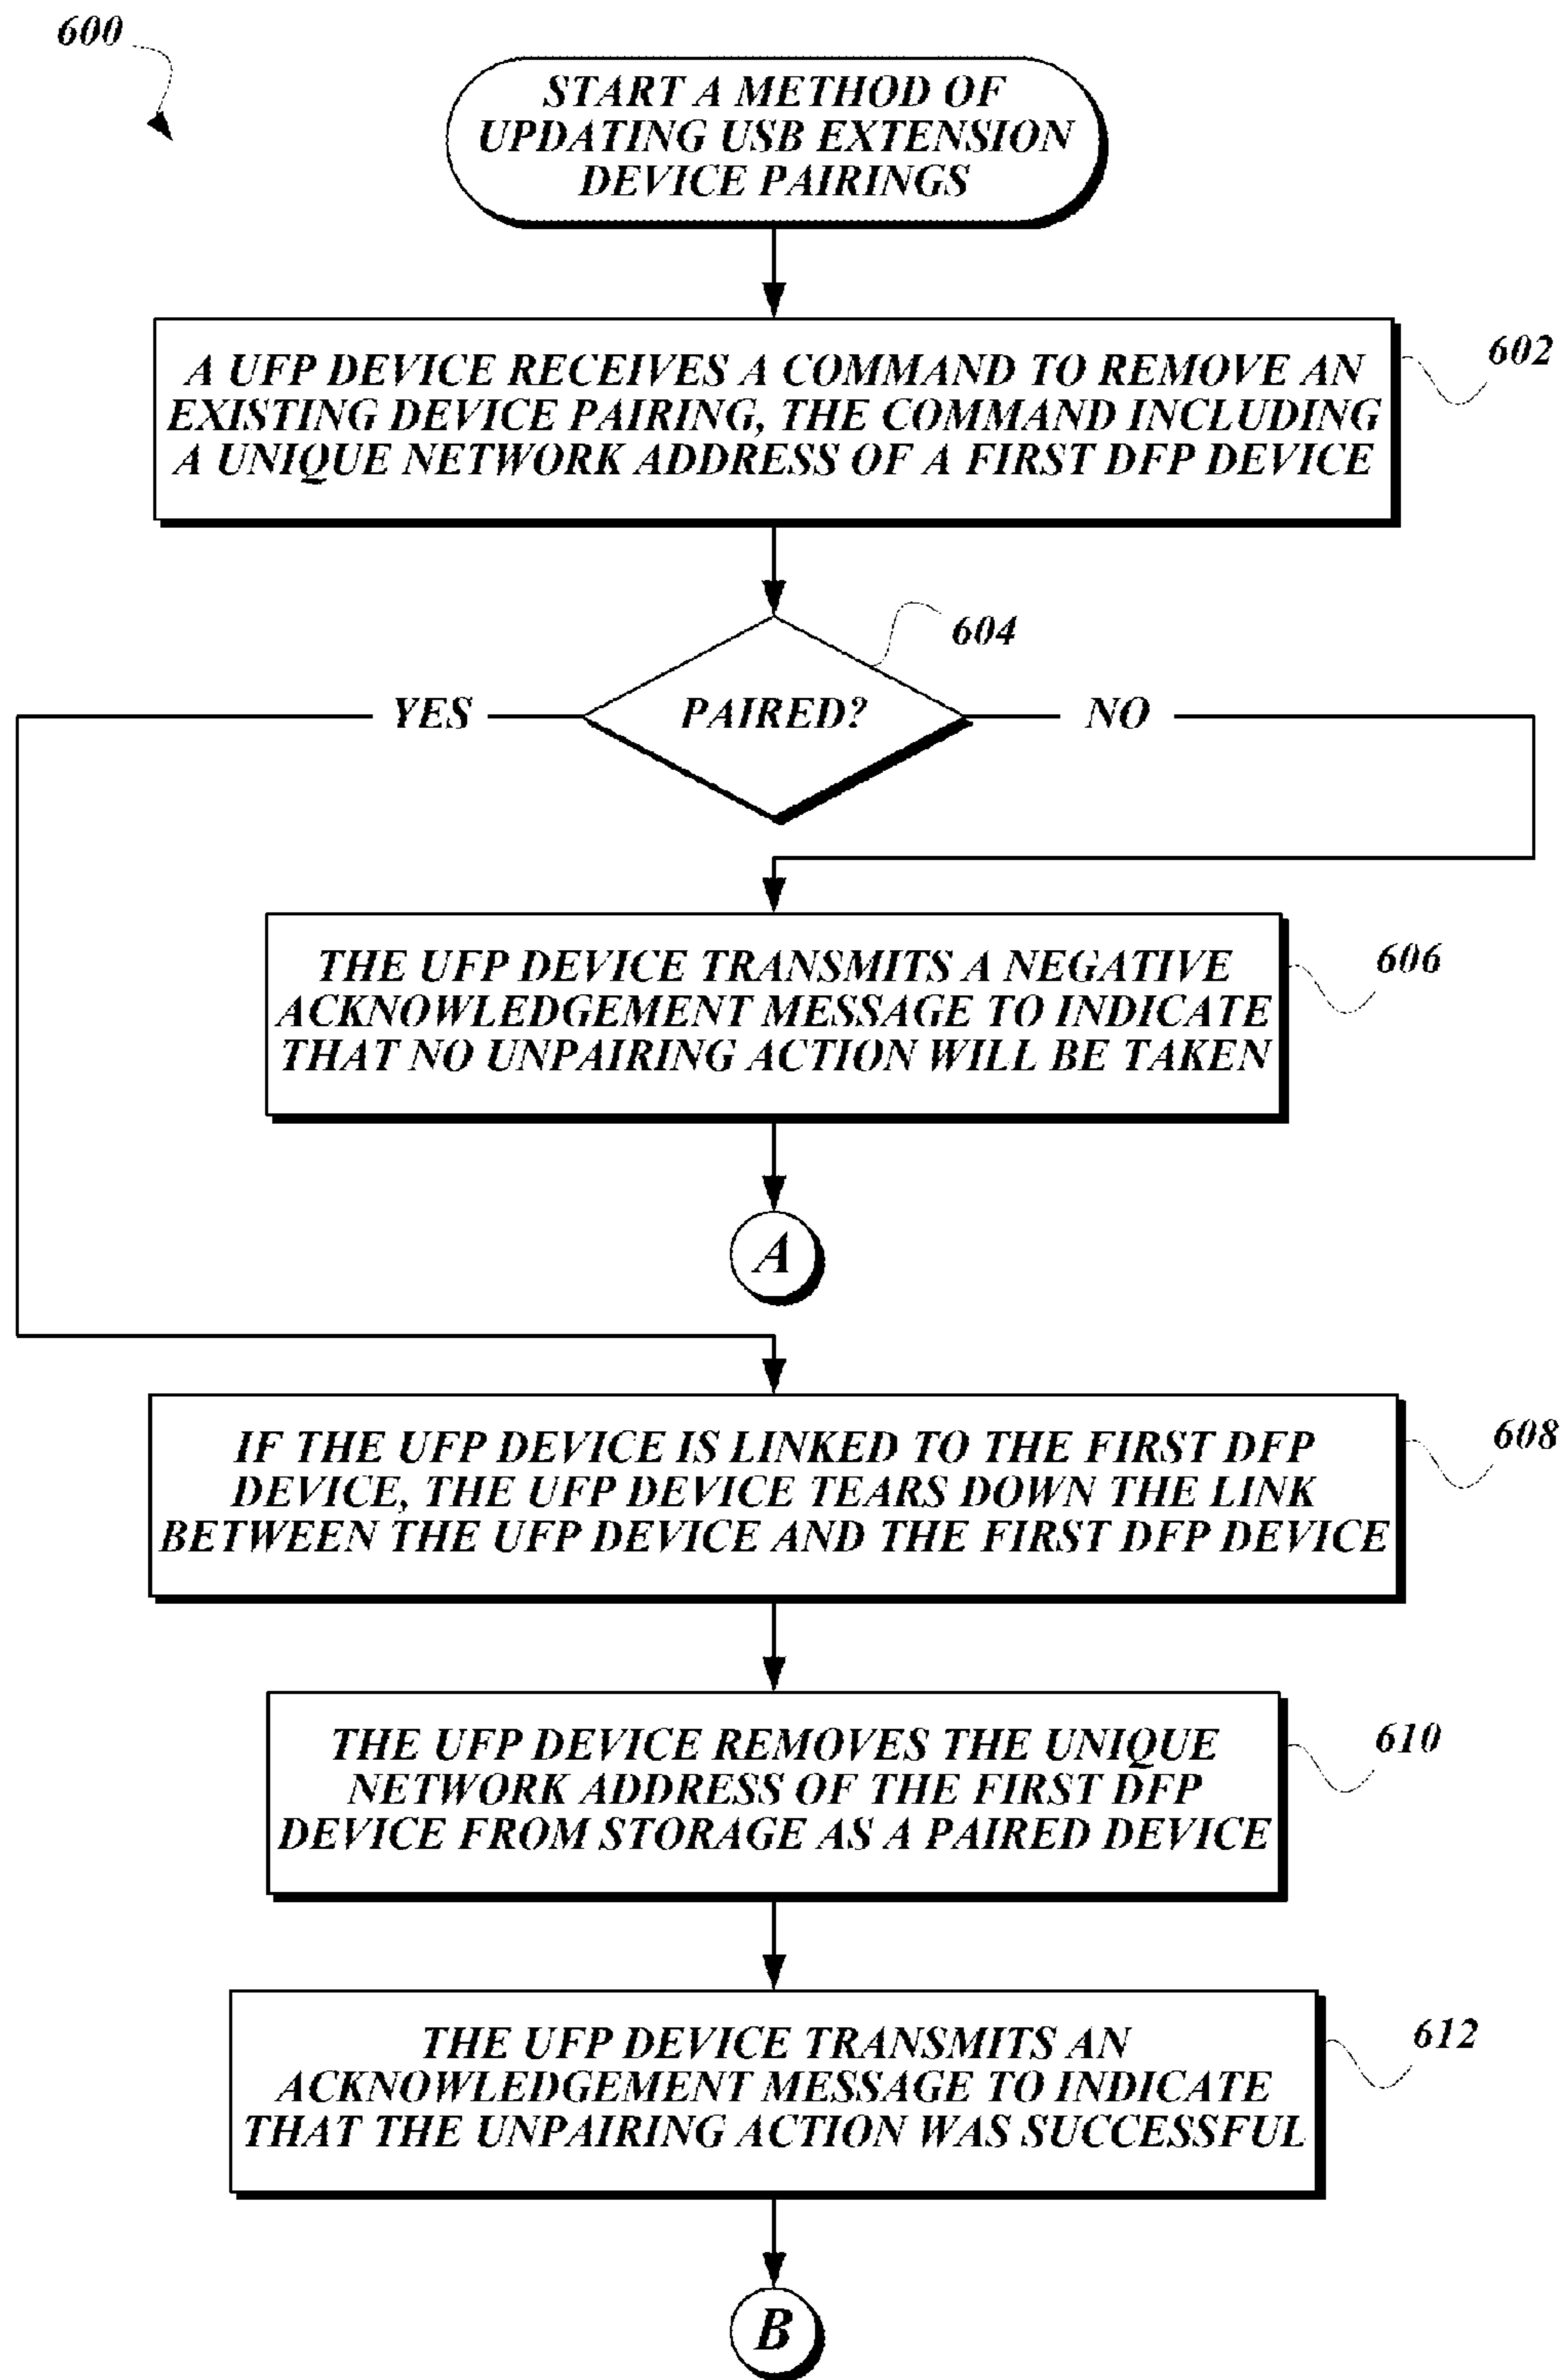 600
START A METHOD OF
UPDATING USB EXTENSION
DEVICE PAIRINGS
A UFP DEVICE RECEIVES A COMMAND TO REMOVE AN
EXISTING DEVICE PAIRING, THE COMMAND INCLUDING
A UNIQUE NETWORK ADDRESS OF A FIRST DFP DEVICE
602
604
YES
PAIRED?
NO
THE UFP DEVICE TRANSMITS A NEGATIVE
ACKNOWLEDGEMENT MESSAGE TO INDICATE
THAT NO UNPAIRING ACTION WILL BE TAKEN
606
A
IF THE UFP DEVICE IS LINKED TO THE FIRST DFP
DEVICE, THE UFP DEVICE TEARS DOWN THE LINK
BETWEEN THE UFP DEVICE AND THE FIRST DFP DEVICE
608
THE UFP DEVICE REMOVES THE UNIQUE
NETWORK ADDRESS OF THE FIRST DFP
DEVICE FROM STORAGE AS A PAIRED DEVICE
610
THE UFP DEVICE TRANSMITS AN
ACKNOWLEDGEMENT MESSAGE TO INDICATE
THAT THE UNPAIRING ACTION WAS SUCCESSFUL
612
B